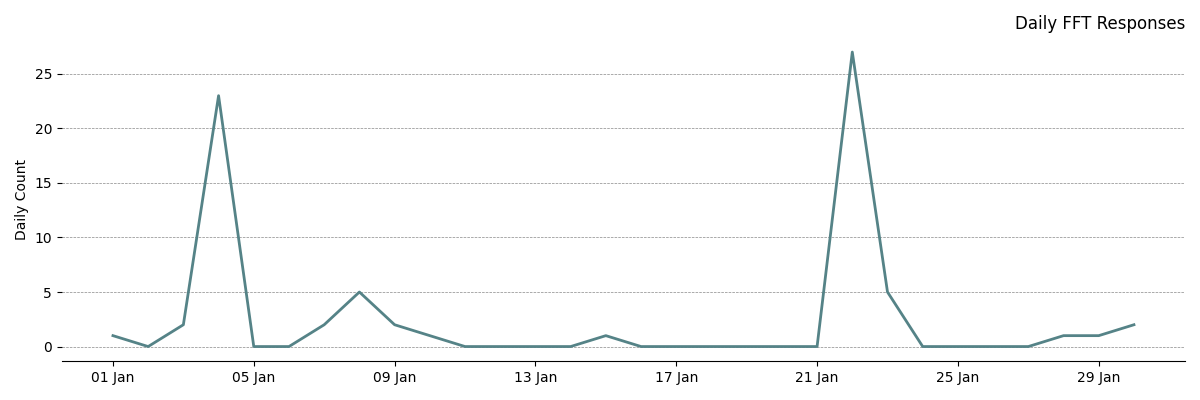 Daily FFT Responses
Daily Count
25
20
15
10
5
0
01 Jan
05 Jan
09 Jan
13 Jan
17 Jan
21 Jan
25 Jan
29 Jan